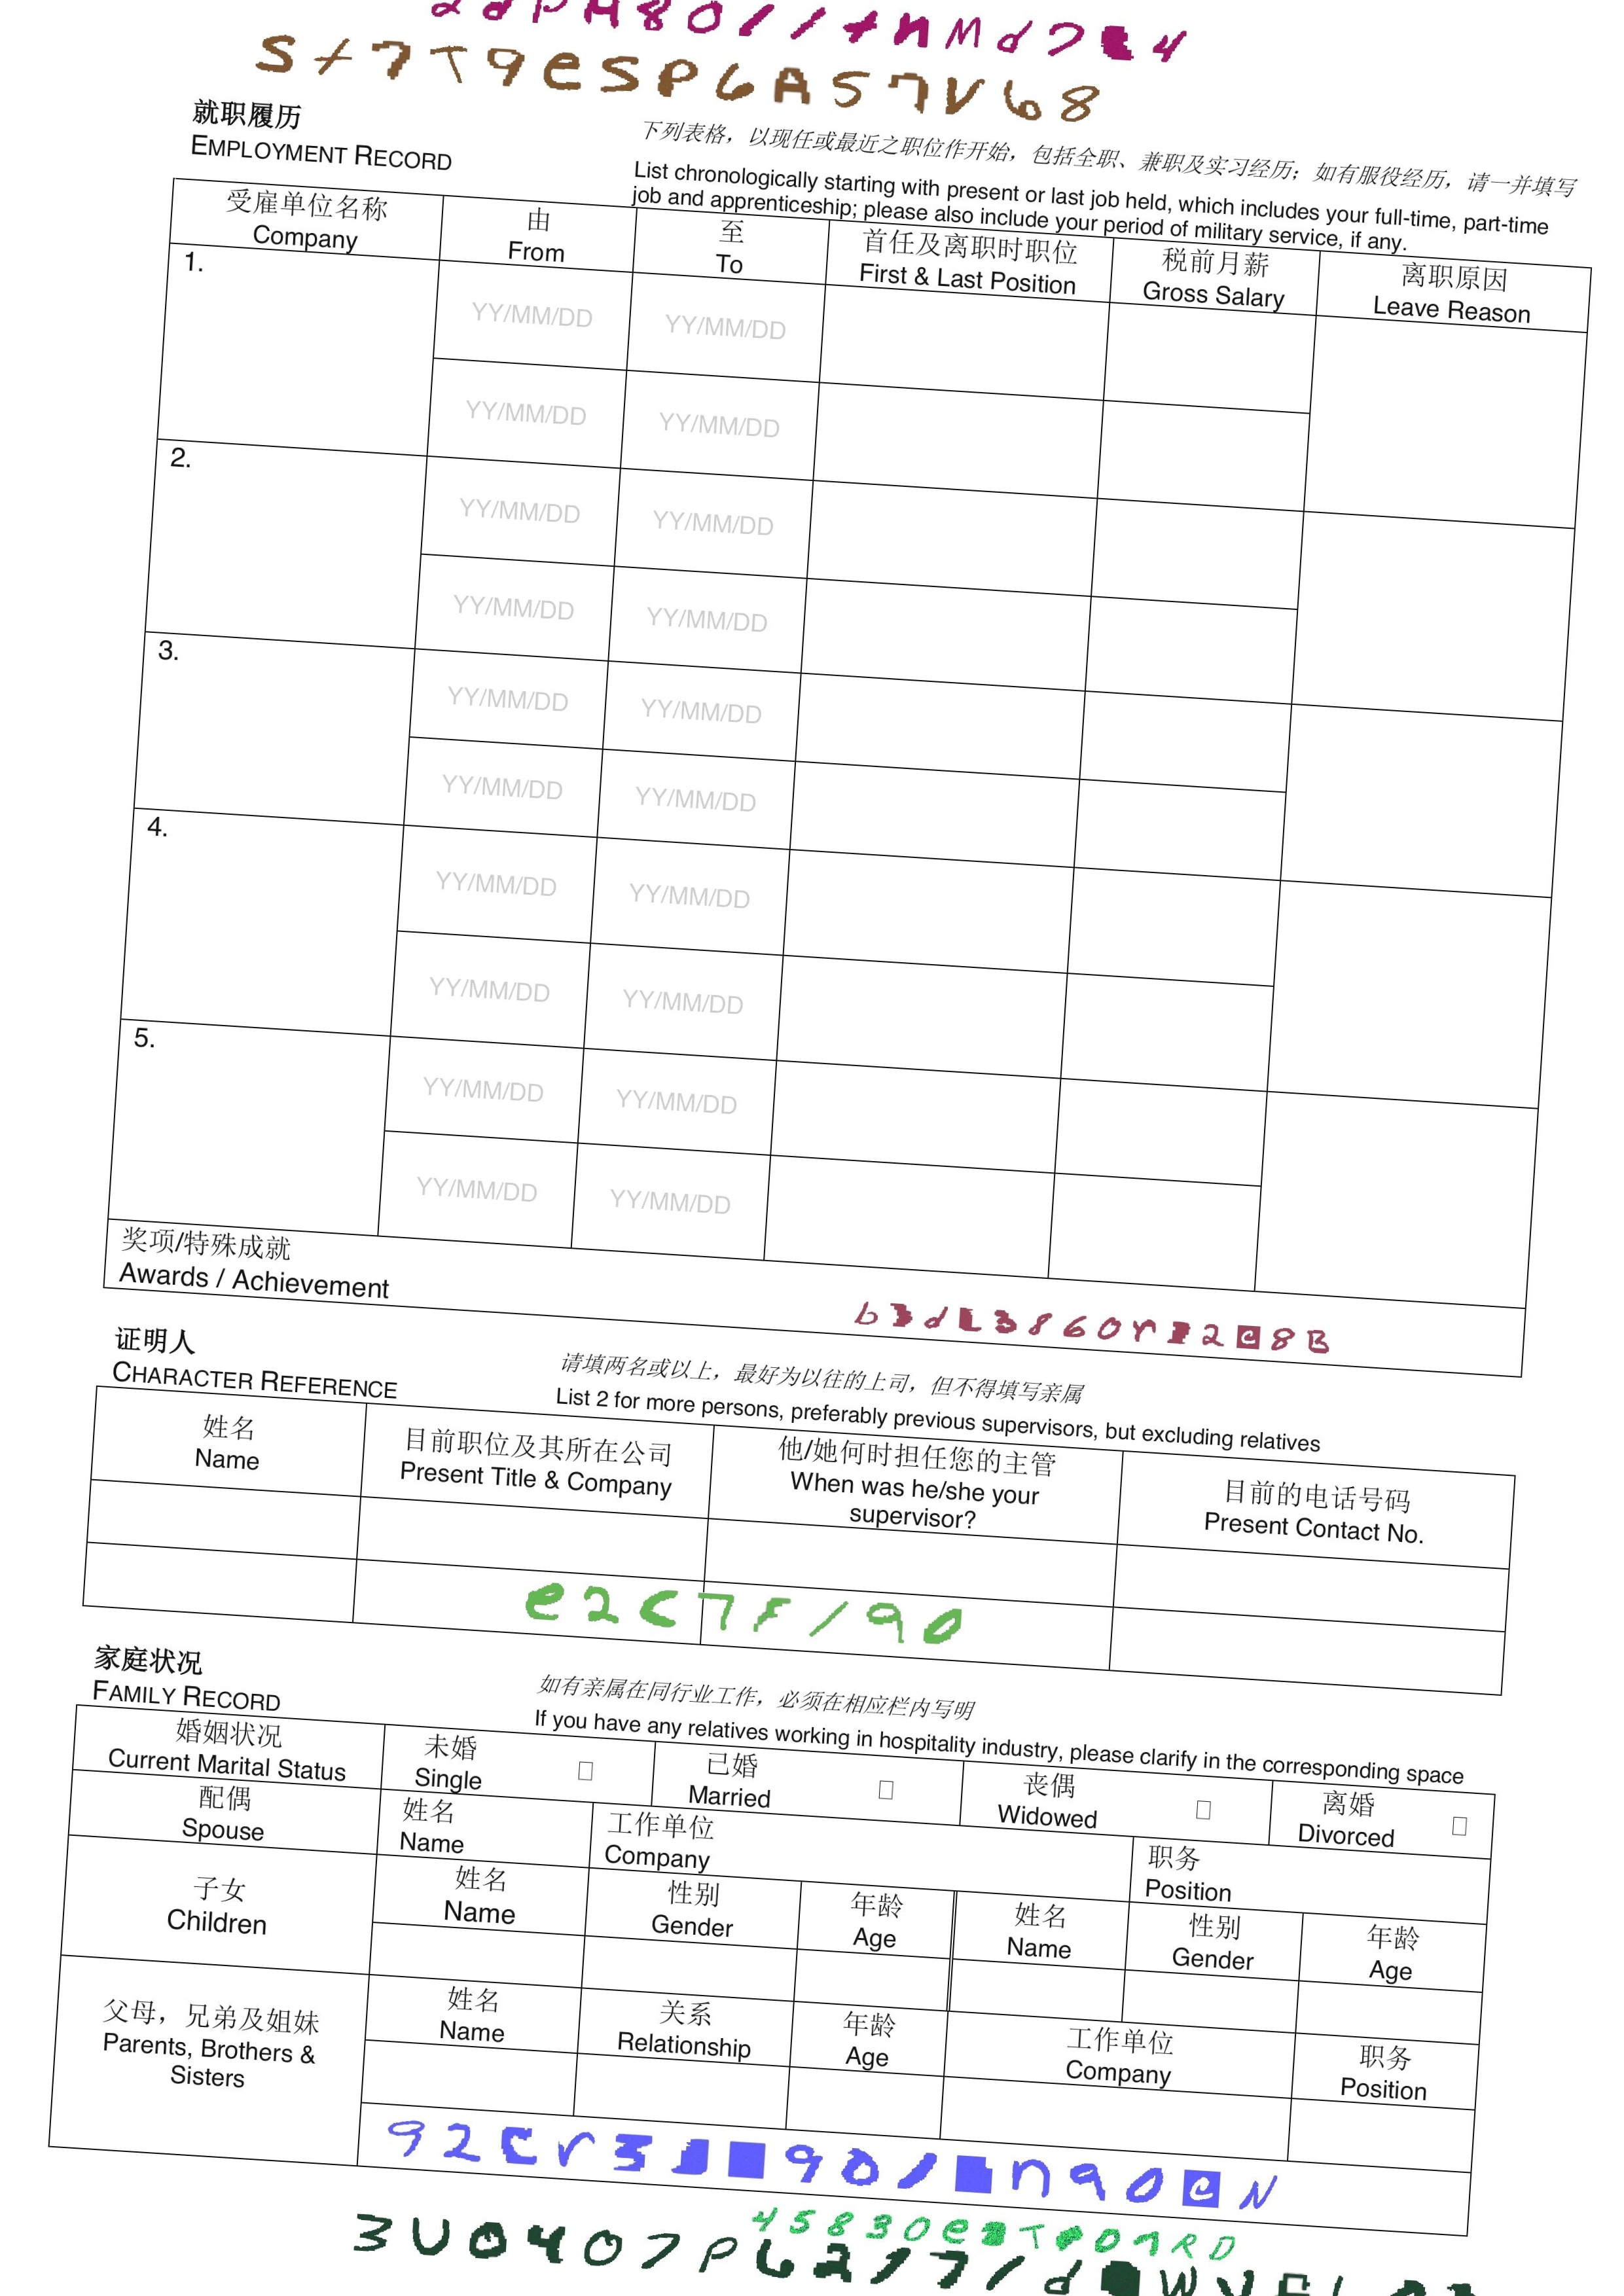 S+7T9eSP6A57V68
就职履历
EMPLOYMENT RECORD
下列表格，以现任或最近之职位作开始，包括全职、兼职及实习经历；如有服役经历，请一并填写
List chronologically starting with present or last job held, which includes your full-time, part-time
job and apprenticeship; please also include your period of military service, if any.
受雇单位名称 由 至 首任及离职时职位 税前月薪 离职原因
Company From To First & Last Position Gross Salary Leave Reason
1. YY/MM/DD YY/MM/DD
YY/MM/DD YY/MM/DD
2. YY/MM/DD YY/MM/DD
YY/MM/DD YY/MM/DD
3. YY/MM/DD YY/MM/DD
YY/MM/DD YY/MM/DD
4. YY/MM/DD YY/MM/DD
YY/MM/DD YY/MM/DD
5. YY/MM/DD YY/MM/DD
YY/MM/DD YY/MM/DD
奖项/特殊成就
Awards / Achievement
证明人
CHARACTER REFERENCE
请填两名或以上，最好为以往的上司，但不得填写亲属
List 2 for more persons, preferably previous supervisors, but excluding relatives
姓名 目前职位及其所在公司 他/她何时担任您的主管 目前的电话号码
Name Present Title & Company When was he/she your supervisor? Present Contact No.
e2C7F/90
家庭状况
FAMILY RECORD
如有亲属在同行业工作，必须在相应栏内写明
If you have any relatives working in hospitality industry, please clarify in the corresponding space
婚姻状况 未婚 已婚 丧偶 离婚
Current Marital Status Single Married Widowed Divorced
配偶 姓名 工作单位 职务
Spouse Name Company Position
子女 姓名 性别 年龄 姓名 性别 年龄
Children Name Gender Age Name Gender Age
父母，兄弟及姐妹 姓名 关系 年龄 工作单位 职务
Parents, Brothers & Sisters Name Relationship Age Company Position